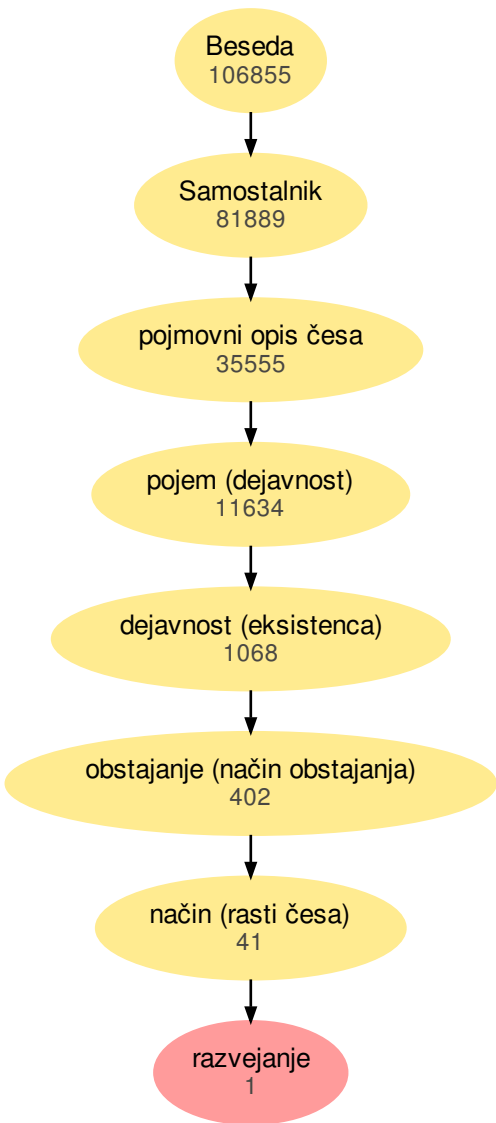 Beseda
106855
Samostalnik
81889
pojmovni opis česa
35555
pojem (dejavnost)
11634
dejavnost (eksistenca)
1068
obstajanje (način obstajanja)
402
način (rasti česa)
41
razvejanje
1